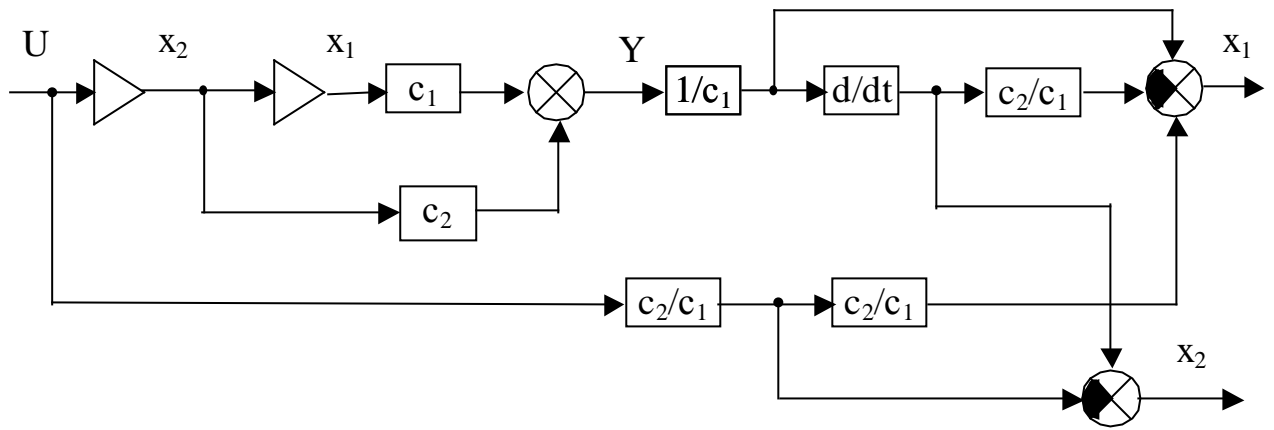 U
x₂
x₁
c₁
Y
1/c₁
d/dt
c₂/c₁
x₁
c₂
c₂/c₁
c₂/c₁
x₂